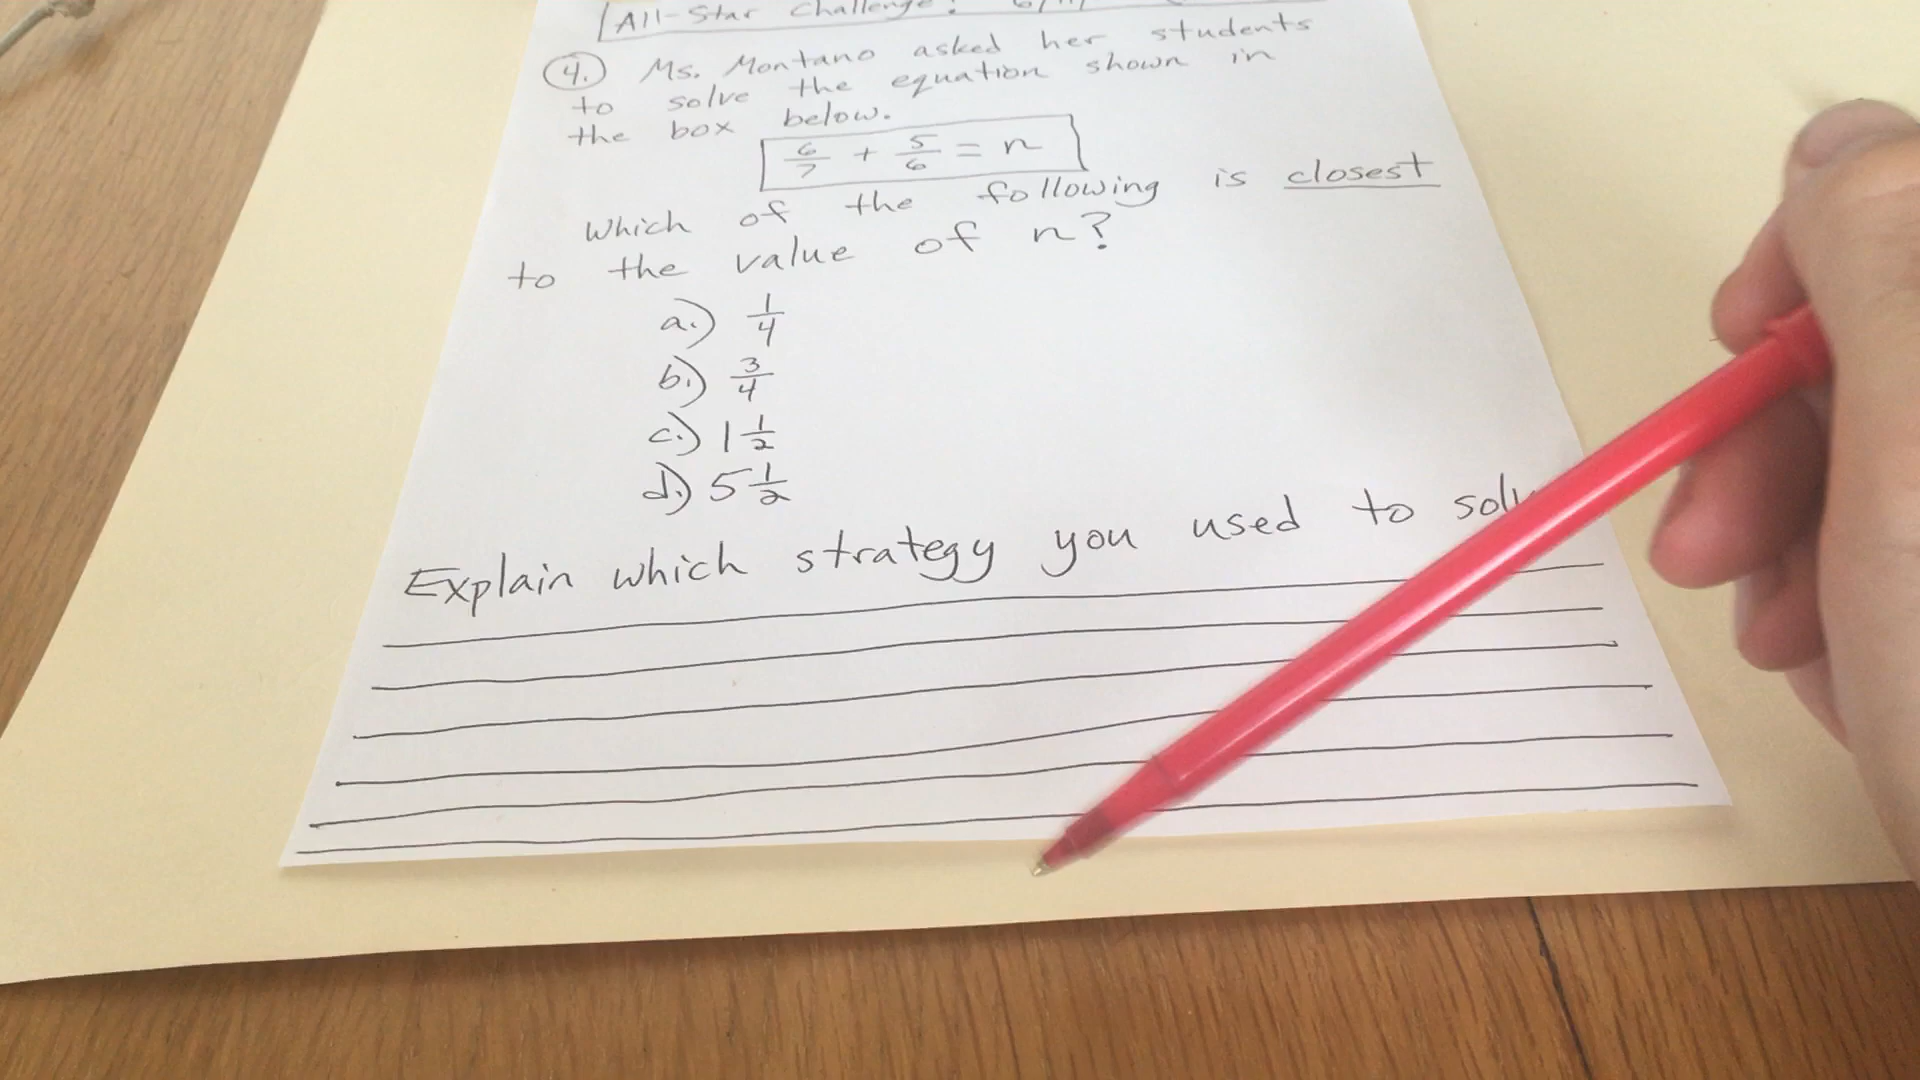 All-Star Challenge!
4. Ms. Montano asked her students
to solve the equation shown in
the box below.
6/7 + 5/6 = n
Which of the following is closest
to the value of n?
a.) 1/4
b.) 3/4
c.) 1 1/2
d.) 5 1/2
Explain which strategy you used to